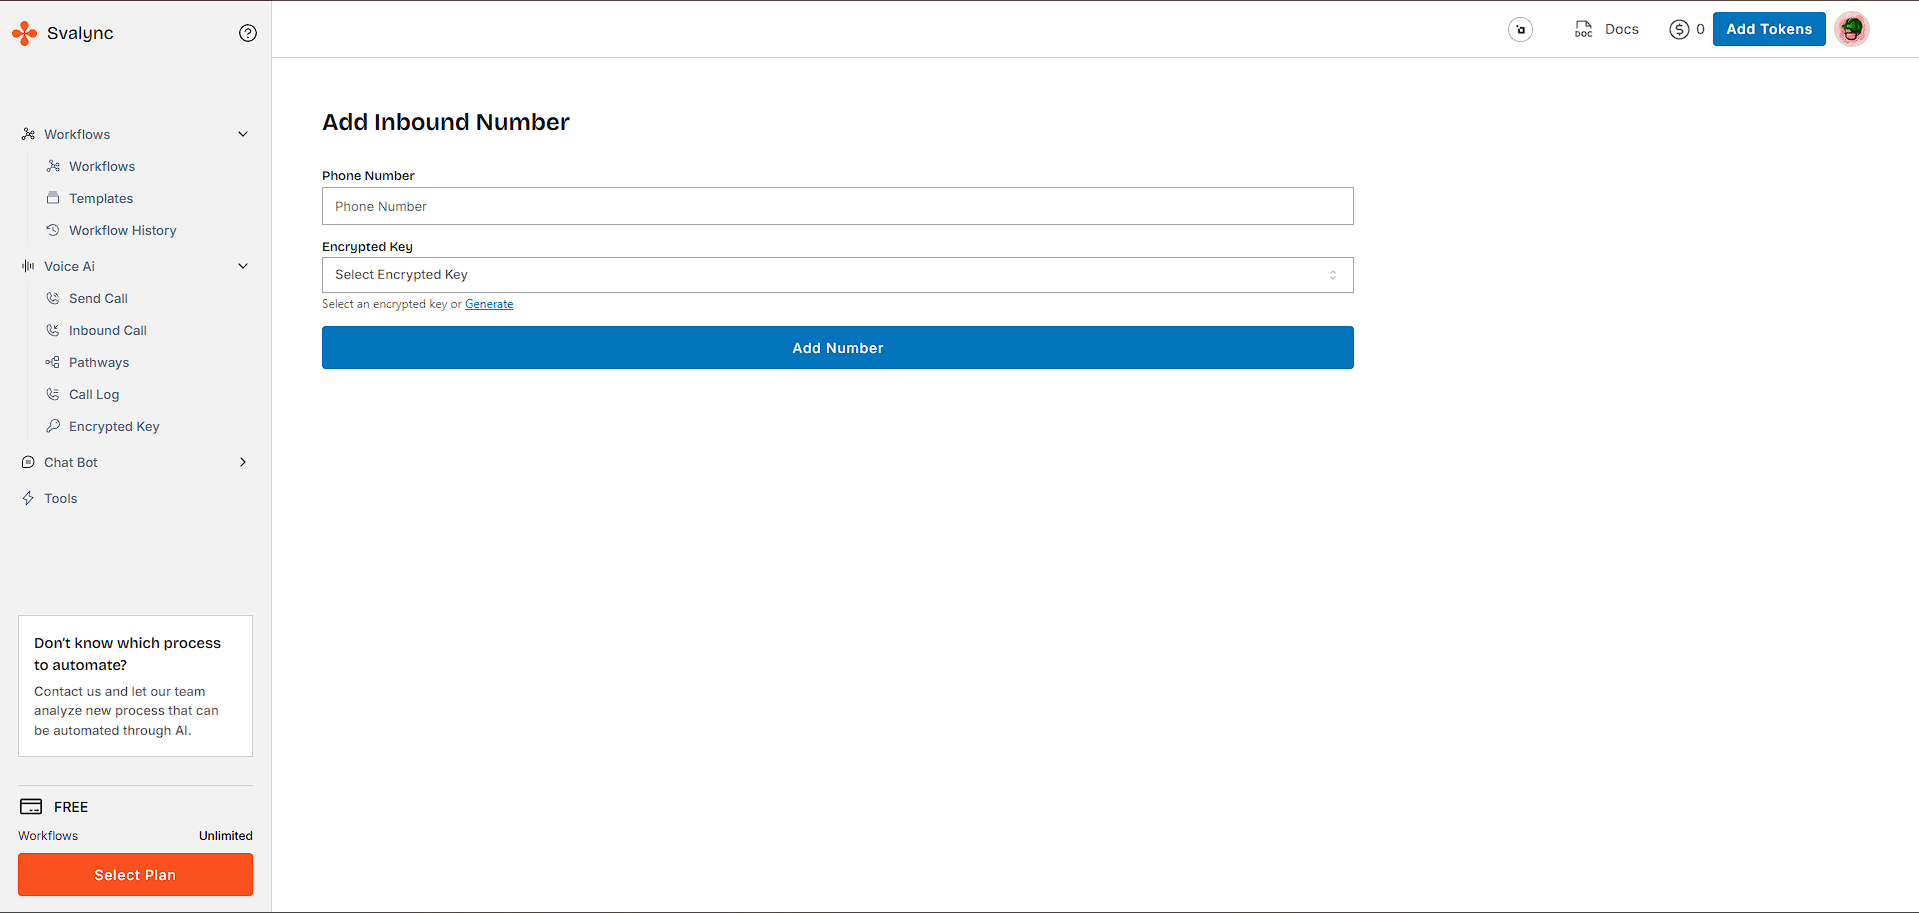 Svalync
Workflows
Workflows
Templates
Workflow History
Voice Ai
Send Call
Inbound Call
Pathways
Call Log
Encrypted Key
Chat Bot
Tools
Don't know which process
to automate?
Contact us and let our team
analyze new process that can
be automated through AI.
FREE
Workflows Unlimited
Select Plan
DOC Docs $ 0 Add Tokens
Add Inbound Number
Phone Number
Phone Number
Encrypted Key
Select Encrypted Key
Select an encrypted key or Generate
Add Number